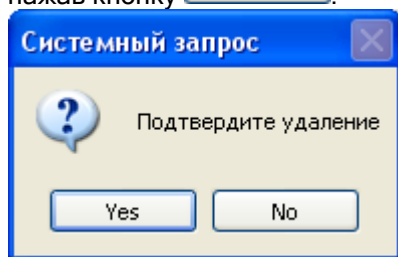 нажав кнопку .
Системный запрос
Подтвердите удаление
Yes No